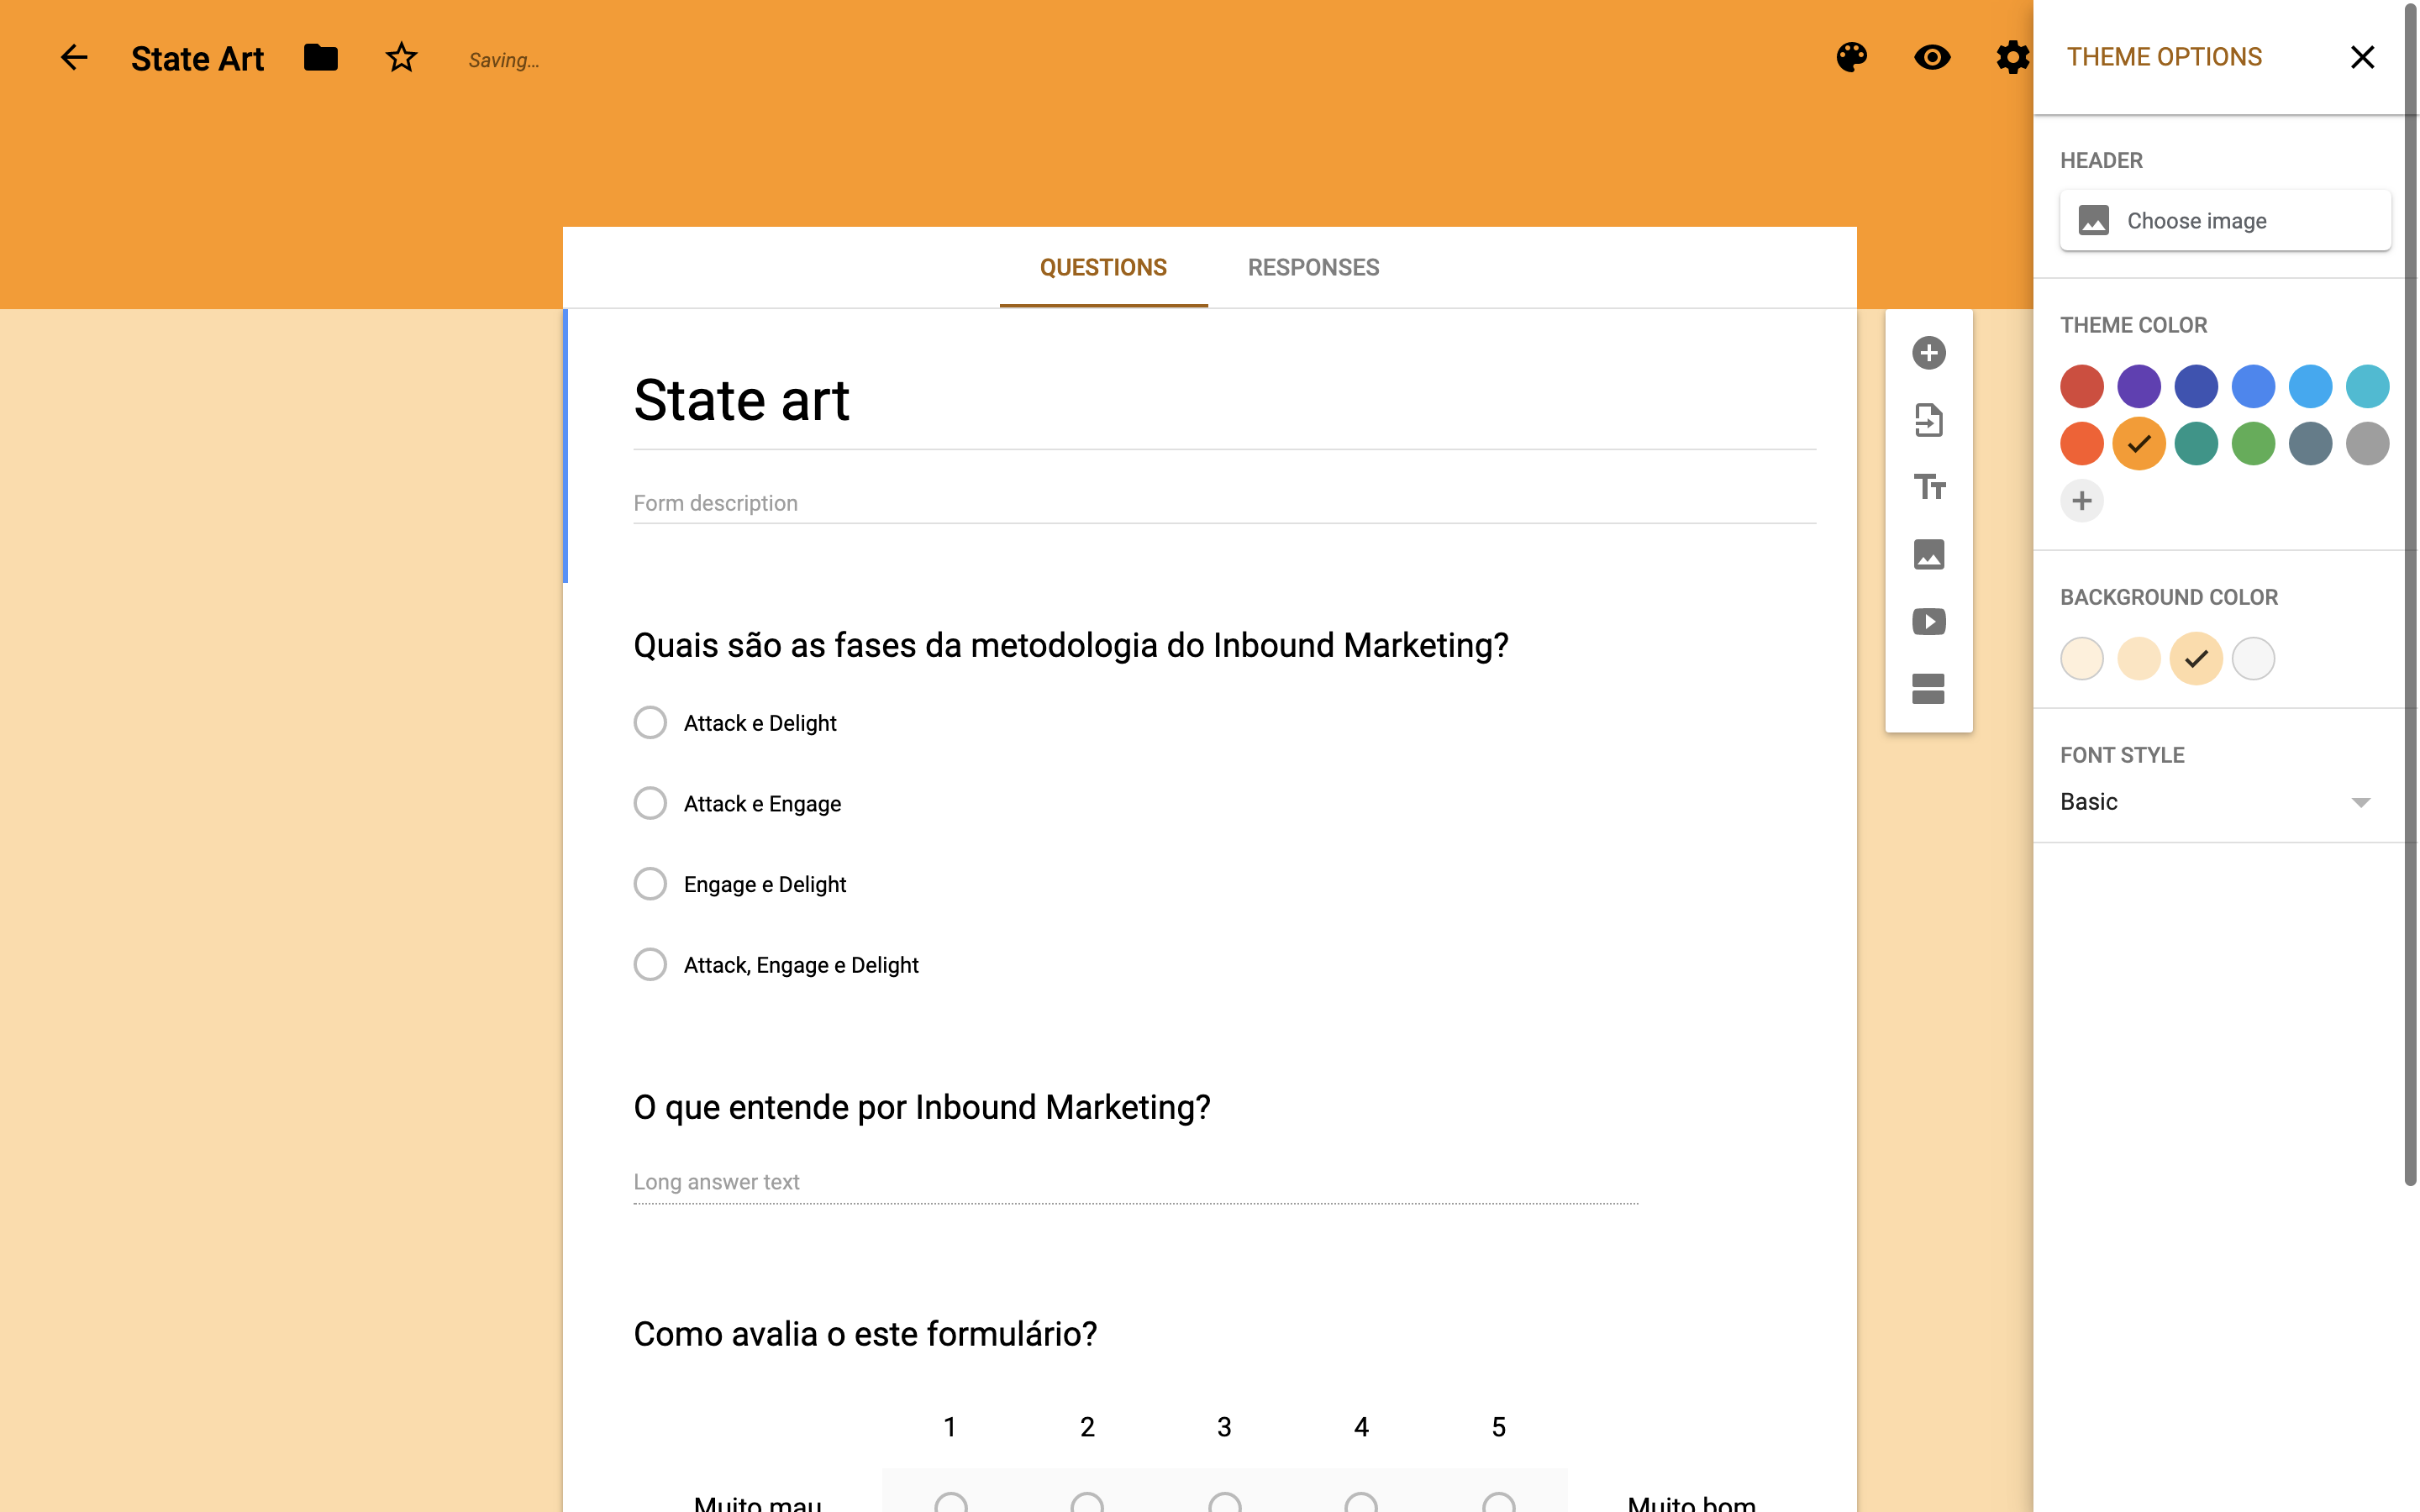 State Art
Saving...
THEME OPTIONS
HEADER
Choose image
QUESTIONS
RESPONSES
THEME COLOR
State art
Form description
BACKGROUND COLOR
Quais são as fases da metodologia do Inbound Marketing?
Attack e Delight
FONT STYLE
Basic
Attack e Engage
Engage e Delight
Attack, Engage e Delight
O que entende por Inbound Marketing?
Long answer text
Como avalia o este formulário?
1 2 3 4 5
Muito mau
Muito bom